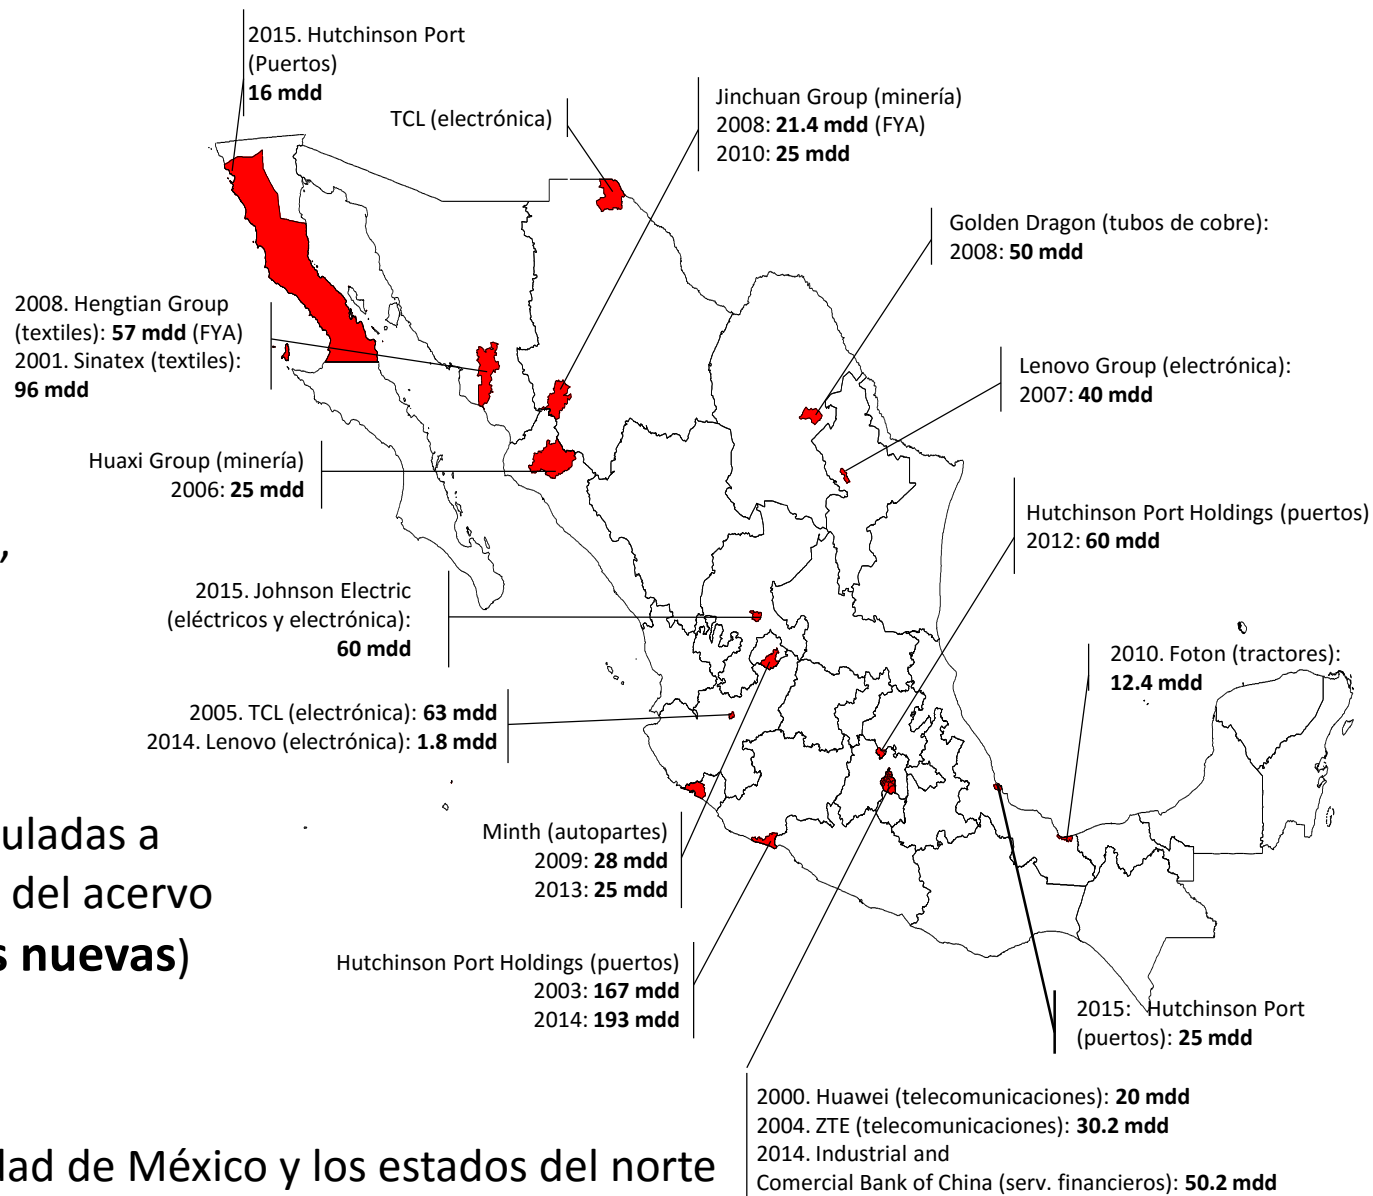 2015. Hutchinson Port
(Puertos)
16 mdd
TCL (electrónica)
Jinchuan Group (minería)
2008: 21.4 mdd (FYA)
2010: 25 mdd
Golden Dragon (tubos de cobre):
2008: 50 mdd
2008. Hengtian Group
(textiles): 57 mdd (FYA)
2001. Sinatex (textiles):
96 mdd
Lenovo Group (electrónica):
2007: 40 mdd
Huaxi Group (minería)
2006: 25 mdd
Hutchinson Port Holdings (puertos)
2012: 60 mdd
,
2015. Johnson Electric
(eléctricos y electrónica):
60 mdd
2010. Foton (tractores):
12.4 mdd
2005. TCL (electrónica): 63 mdd
2014. Lenovo (electrónica): 1.8 mdd
Minth (autopartes)
2009: 28 mdd
2013: 25 mdd
uladas a
del acervo
s nuevas)
Hutchinson Port Holdings (puertos)
2003: 167 mdd
2014: 193 mdd
2015: Hutchinson Port
(puertos): 25 mdd
2000. Huawei (telecomunicaciones): 20 mdd
2004. ZTE (telecomunicaciones): 30.2 mdd
2014. Industrial and
Comercial Bank of China (serv. financieros): 50.2 mdd
dad de México y los estados del norte